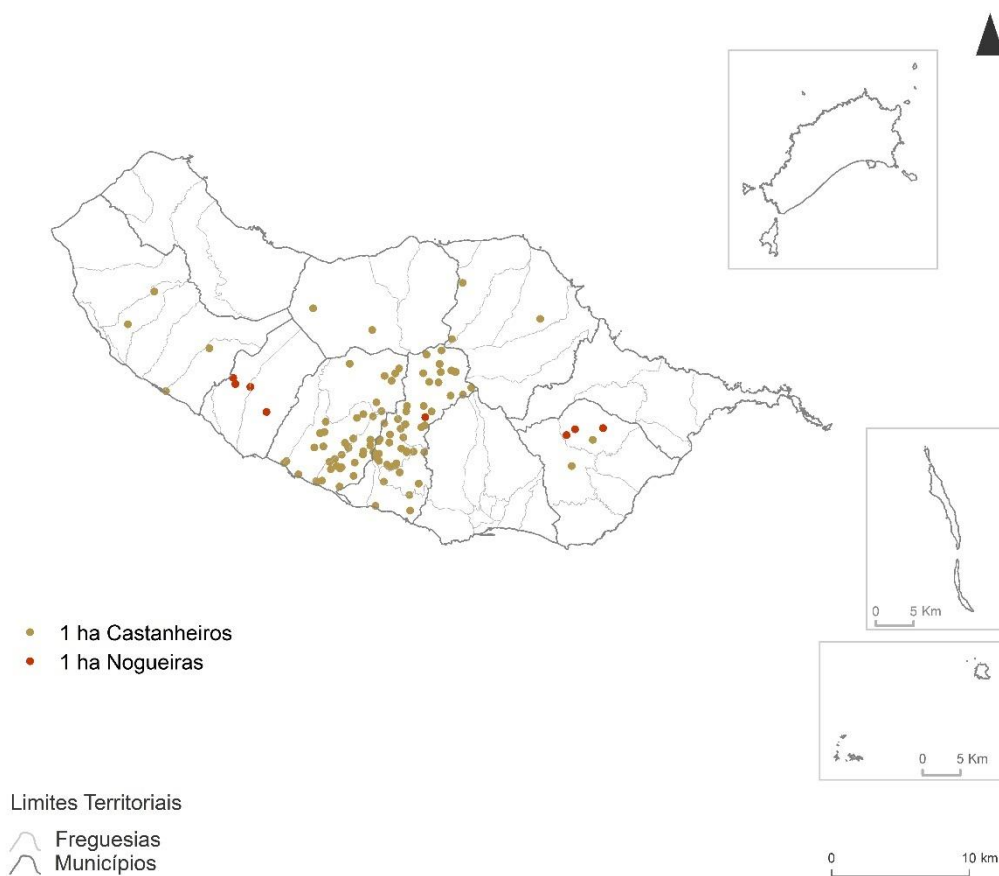 0 5 Km
0 5 Km
1 ha Castanheiros
1 ha Nogueiras
Limites Territoriais
Freguesias
Municípios
0 10 km